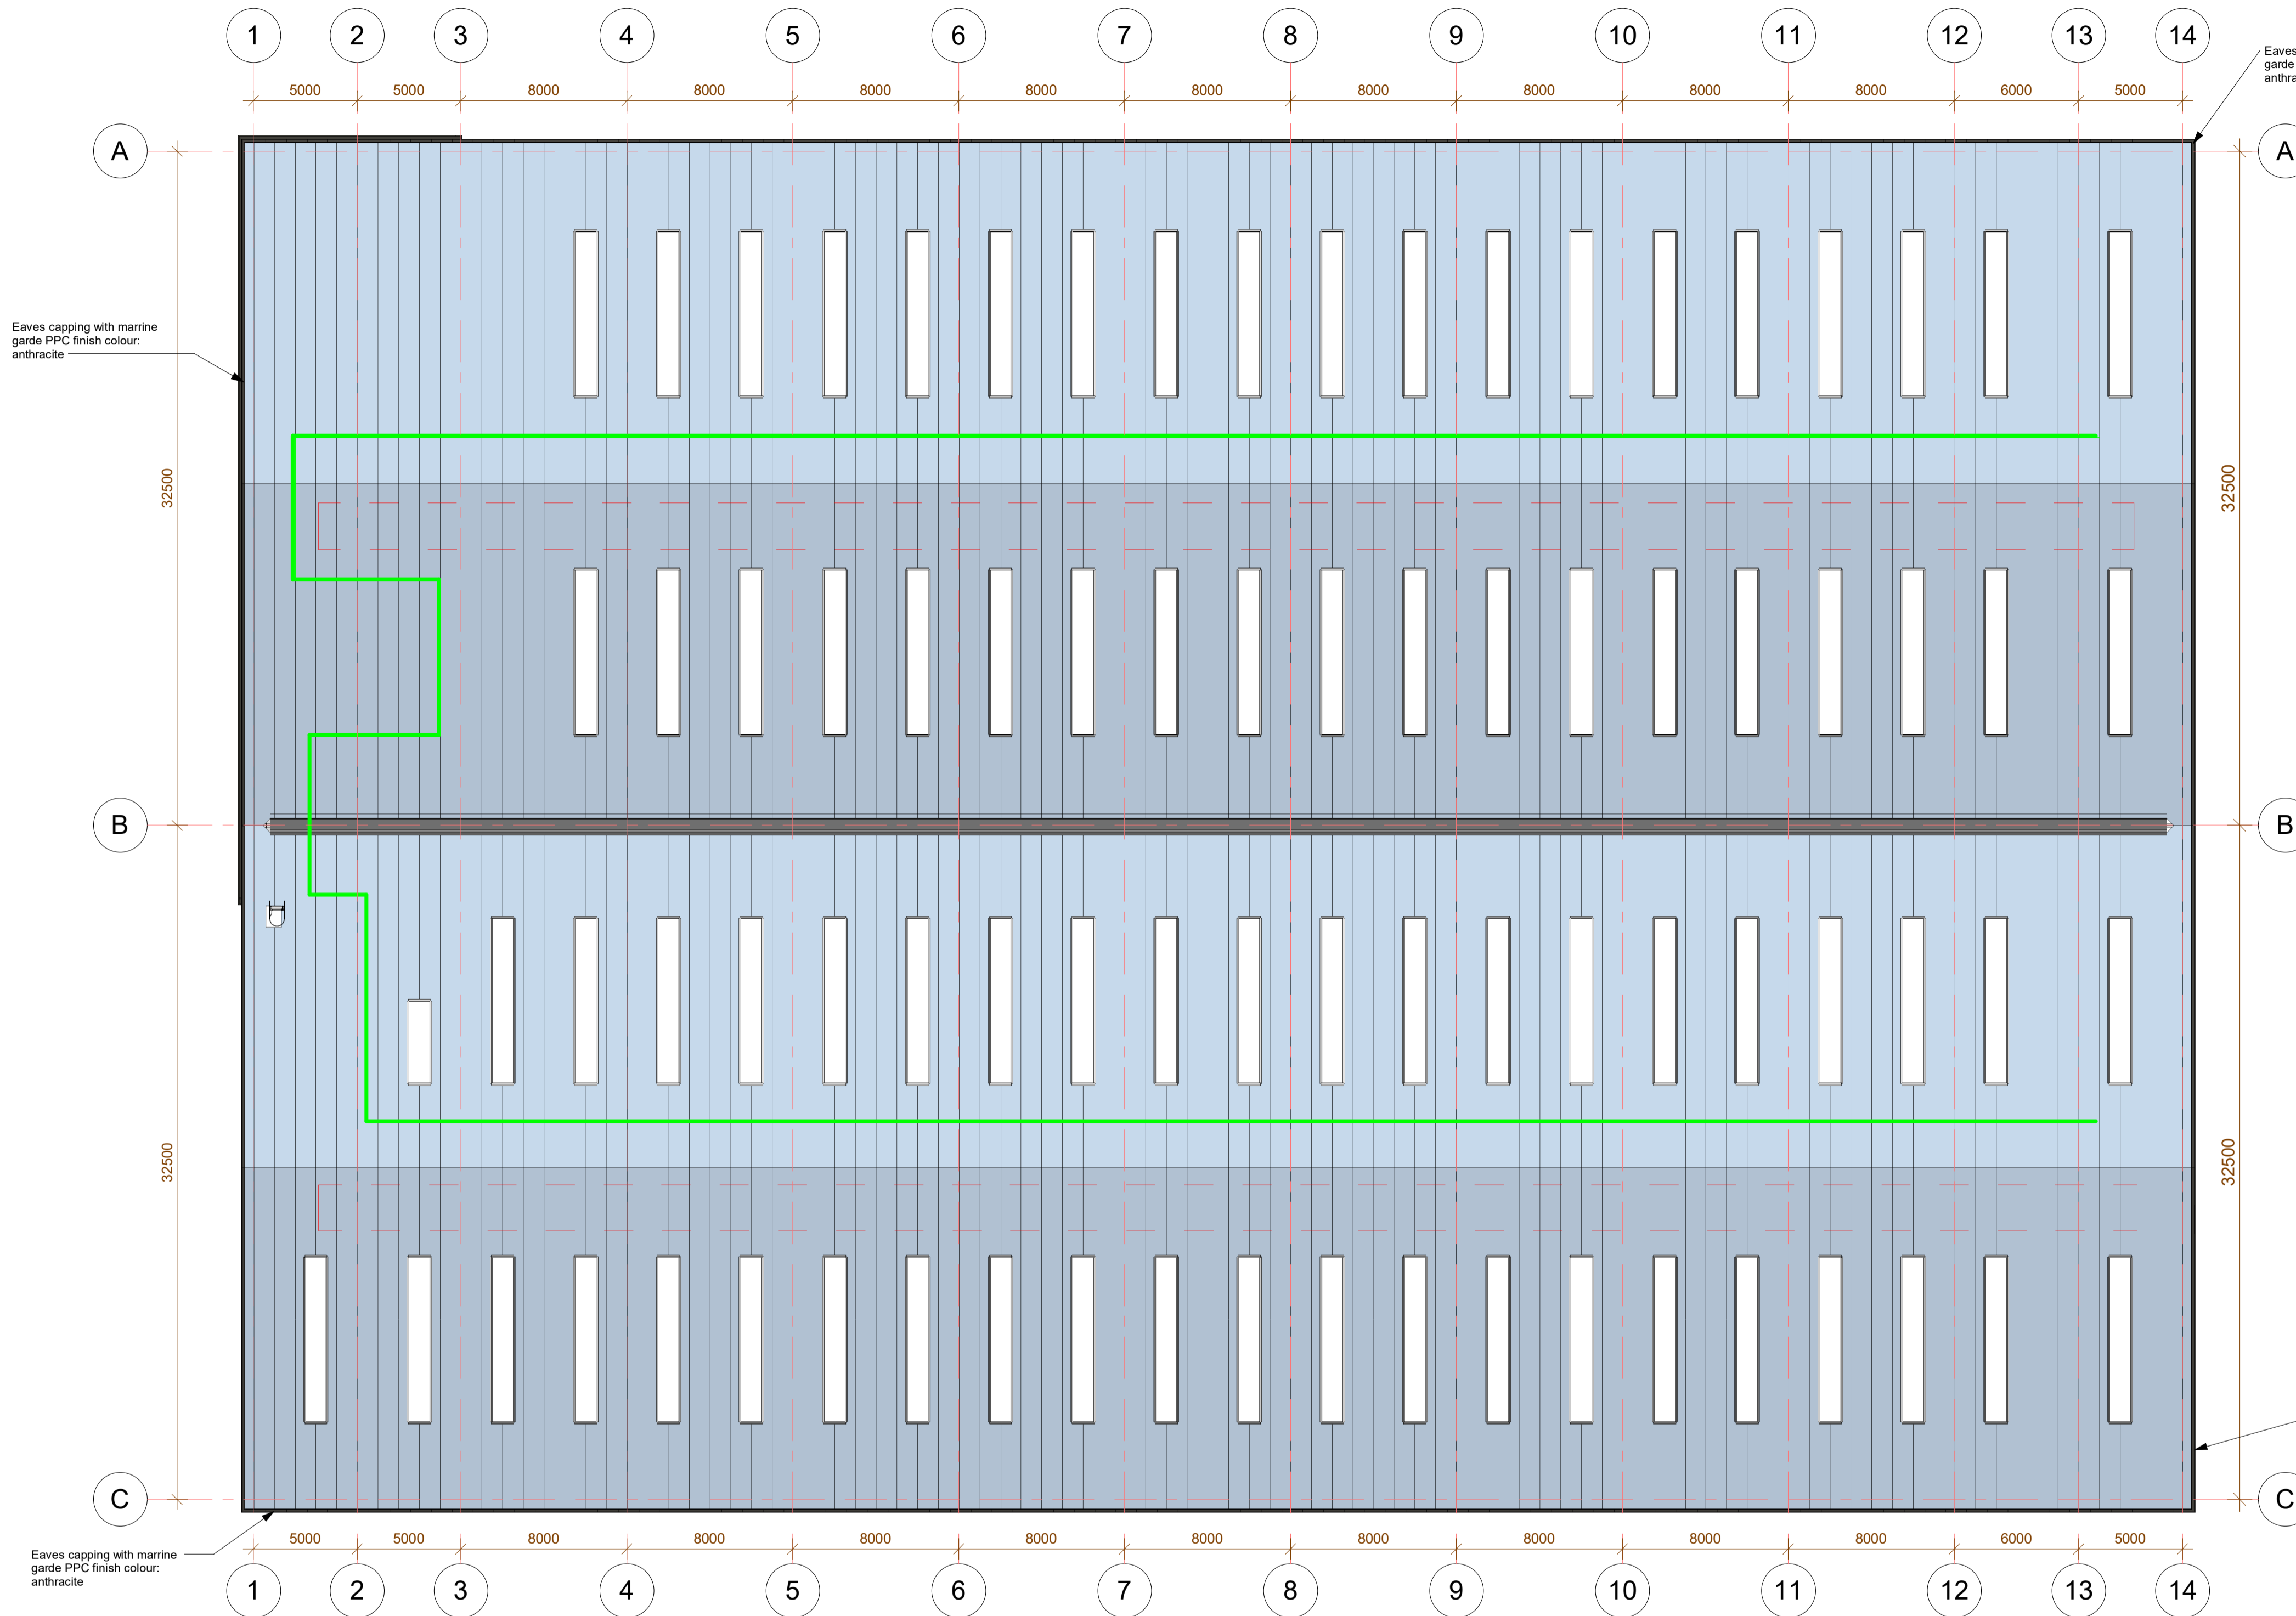 1 2 3 4 5 6 7 8 9 10 11 12 13 14
Eaves
garde
anthra
5000 5000 8000 8000 8000 8000 8000 8000 8000 8000 8000 6000 5000
A A
Eaves capping with marrine
garde PPC finish colour:
anthracite
32500 32500
B B
32500 32500
C C
5000 5000 8000 8000 8000 8000 8000 8000 8000 8000 8000 6000 5000
Eaves capping with marrine
garde PPC finish colour:
anthracite
1 2 3 4 5 6 7 8 9 10 11 12 13 14